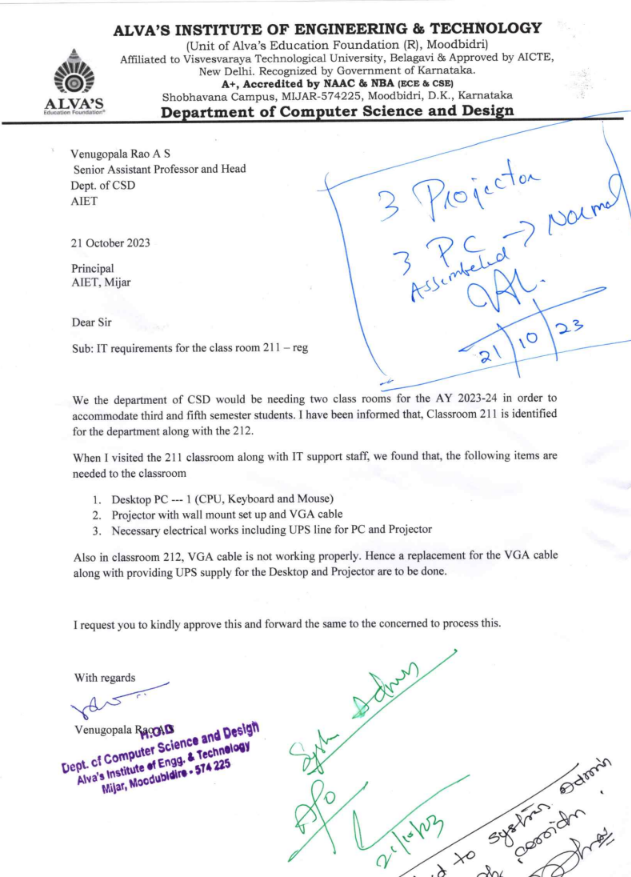 ALVA'S INSTITUTE OF ENGINEERING & TECHNOLOGY
(Unit of Alva's Education Foundation (R), Moodbidri)
Affiliated to Visvesvaraya Technological University, Belagavi & Approved by AICTE,
New Delhi. Recognized by Government of Karnataka.
A+, Accredited by NAAC & NBA (ECE & CSE)
Shobhavana Campus, MIJAR-574225, Moodbidri, D.K., Karnataka
Department of Computer Science and Design
ALVA'S
Education Foundation
Venugopala Rao A S
Senior Assistant Professor and Head
Dept. of CSD
AIET
3 Projector
3 PC → Normal
Assembeled
21/10/23
21 October 2023
Principal
AIET, Mijar
Dear Sir
Sub: IT requirements for the class room 211 – reg
We the department of CSD would be needing two class rooms for the AY 2023-24 in order to
accommodate third and fifth semester students. I have been informed that, Classroom 211 is identified
for the department along with the 212.
When I visited the 211 classroom along with IT support staff, we found that, the following items are
needed to the classroom
1. Desktop PC --- 1 (CPU, Keyboard and Mouse)
2. Projector with wall mount set up and VGA cable
3. Necessary electrical works including UPS line for PC and Projector
Also in classroom 212, VGA cable is not working properly. Hence a replacement for the VGA cable
along with providing UPS supply for the Desktop and Projector are to be done.
I request you to kindly approve this and forward the same to the concerned to process this.
With regards
Venugopala Rao A S
H.O.D
Dept. of Computer Science and Design
Alva's Institute of Engg. & Technology
Mijar, Moodubidire - 574 225
AO
to system Admin